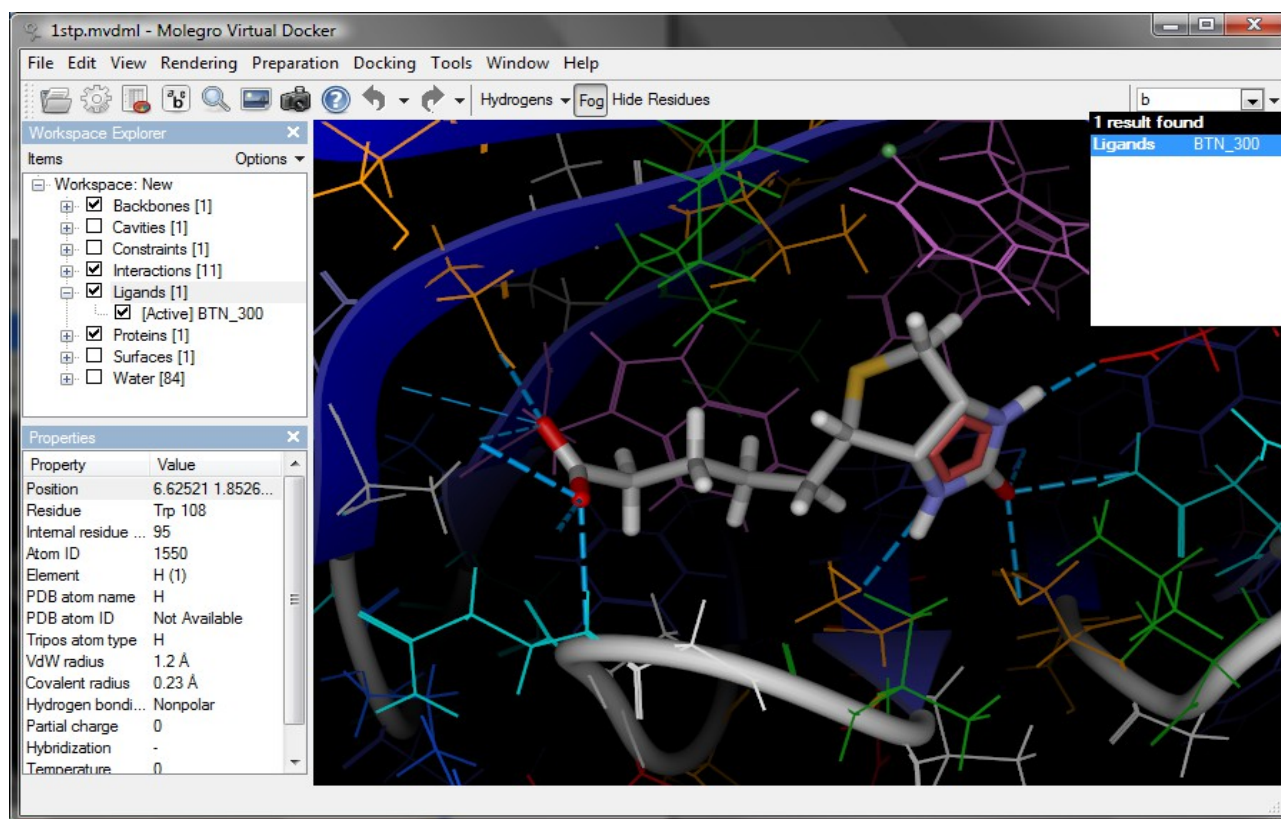 1stp.mvdml - Molegro Virtual Docker
File Edit View Rendering Preparation Docking Tools Window Help
Hydrogens Fog Hide Residues
b
1 result found
Ligands BTN_300
Workspace Explorer
Items Options
Workspace: New
Backbones [1]
Cavities [1]
Constraints [1]
Interactions [11]
Ligands [1]
[Active] BTN_300
Proteins [1]
Surfaces [1]
Water [84]
Properties
Property Value
Position 6.62521 1.8526...
Residue Trp 108
Internal residue ... 95
Atom ID 1550
Element H (1)
PDB atom name H
PDB atom ID Not Available
Tripos atom type H
VdW radius 1.2 Å
Covalent radius 0.23 Å
Hydrogen bondi... Nonpolar
Partial charge 0
Hybridization -
Temperature 0